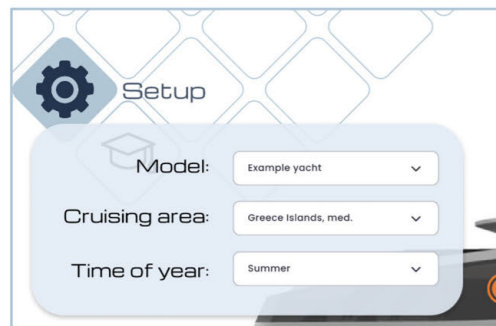 Setup
Model: Example yacht
Cruising area: Greece Islands, med.
Time of year: Summer